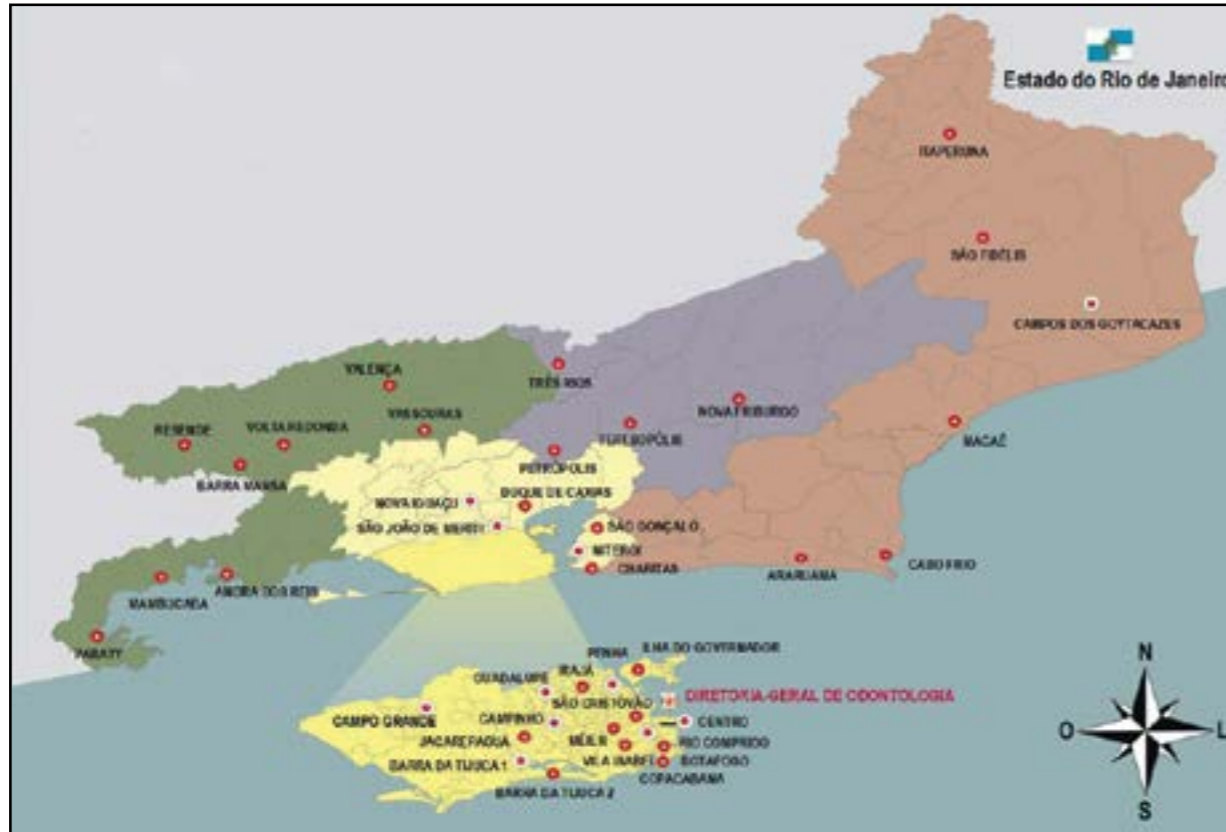 Estado do Rio de Janeiro
ITAPERUNA
SÃO FIDÉLIS
CAMPOS DOS GOYTACAZES
VALENÇA
TRÊS RIOS
NOVA FRIBURGO
VASSOURAS
RESENDE
VOLTA REDONDA
TERESÓPOLIS
MACAÉ
BARRA MANSA
PETRÓPOLIS
NOVA IGUAÇU
DUQUE DE CAXIAS
SÃO JOÃO DE MERITI
SÃO GONÇALO
NITERÓI
CHARITAS
ARARUAMA
CABO FRIO
MAMBUCABA
ANGRA DOS REIS
PARATY
ILHA DO GOVERNADOR
PENHA
IRAJÁ
GUADALUPE
DIRETORIA-GERAL DE ODONTOLOGIA
SÃO CRISTOVÃO
CAMPO GRANDE
CAMPINHO
CENTRO
JACAREPAGUA
MÉIER
RIO COMPRIDO
BARRA DA TIJUCA 1
VILA ISABEL
BOTAFOGO
COPACABANA
BARRA DA TIJUCA 2
N
O
L
S